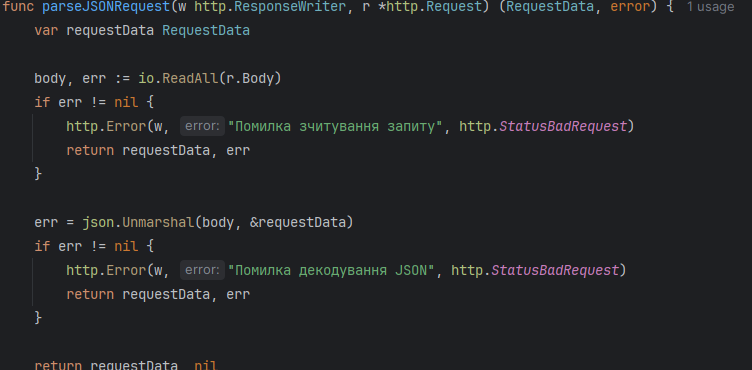 func parseJSONRequest(w http.ResponseWriter, r *http.Request) (RequestData, error) { 1 usage
    var requestData RequestData

    body, err := io.ReadAll(r.Body)
    if err != nil {
        http.Error(w, error: "Помилка зчитування запиту", http.StatusBadRequest)
        return requestData, err
    }

    err = json.Unmarshal(body, &requestData)
    if err != nil {
        http.Error(w, error: "Помилка декодування JSON", http.StatusBadRequest)
        return requestData, err
    }

    return requestData, nil